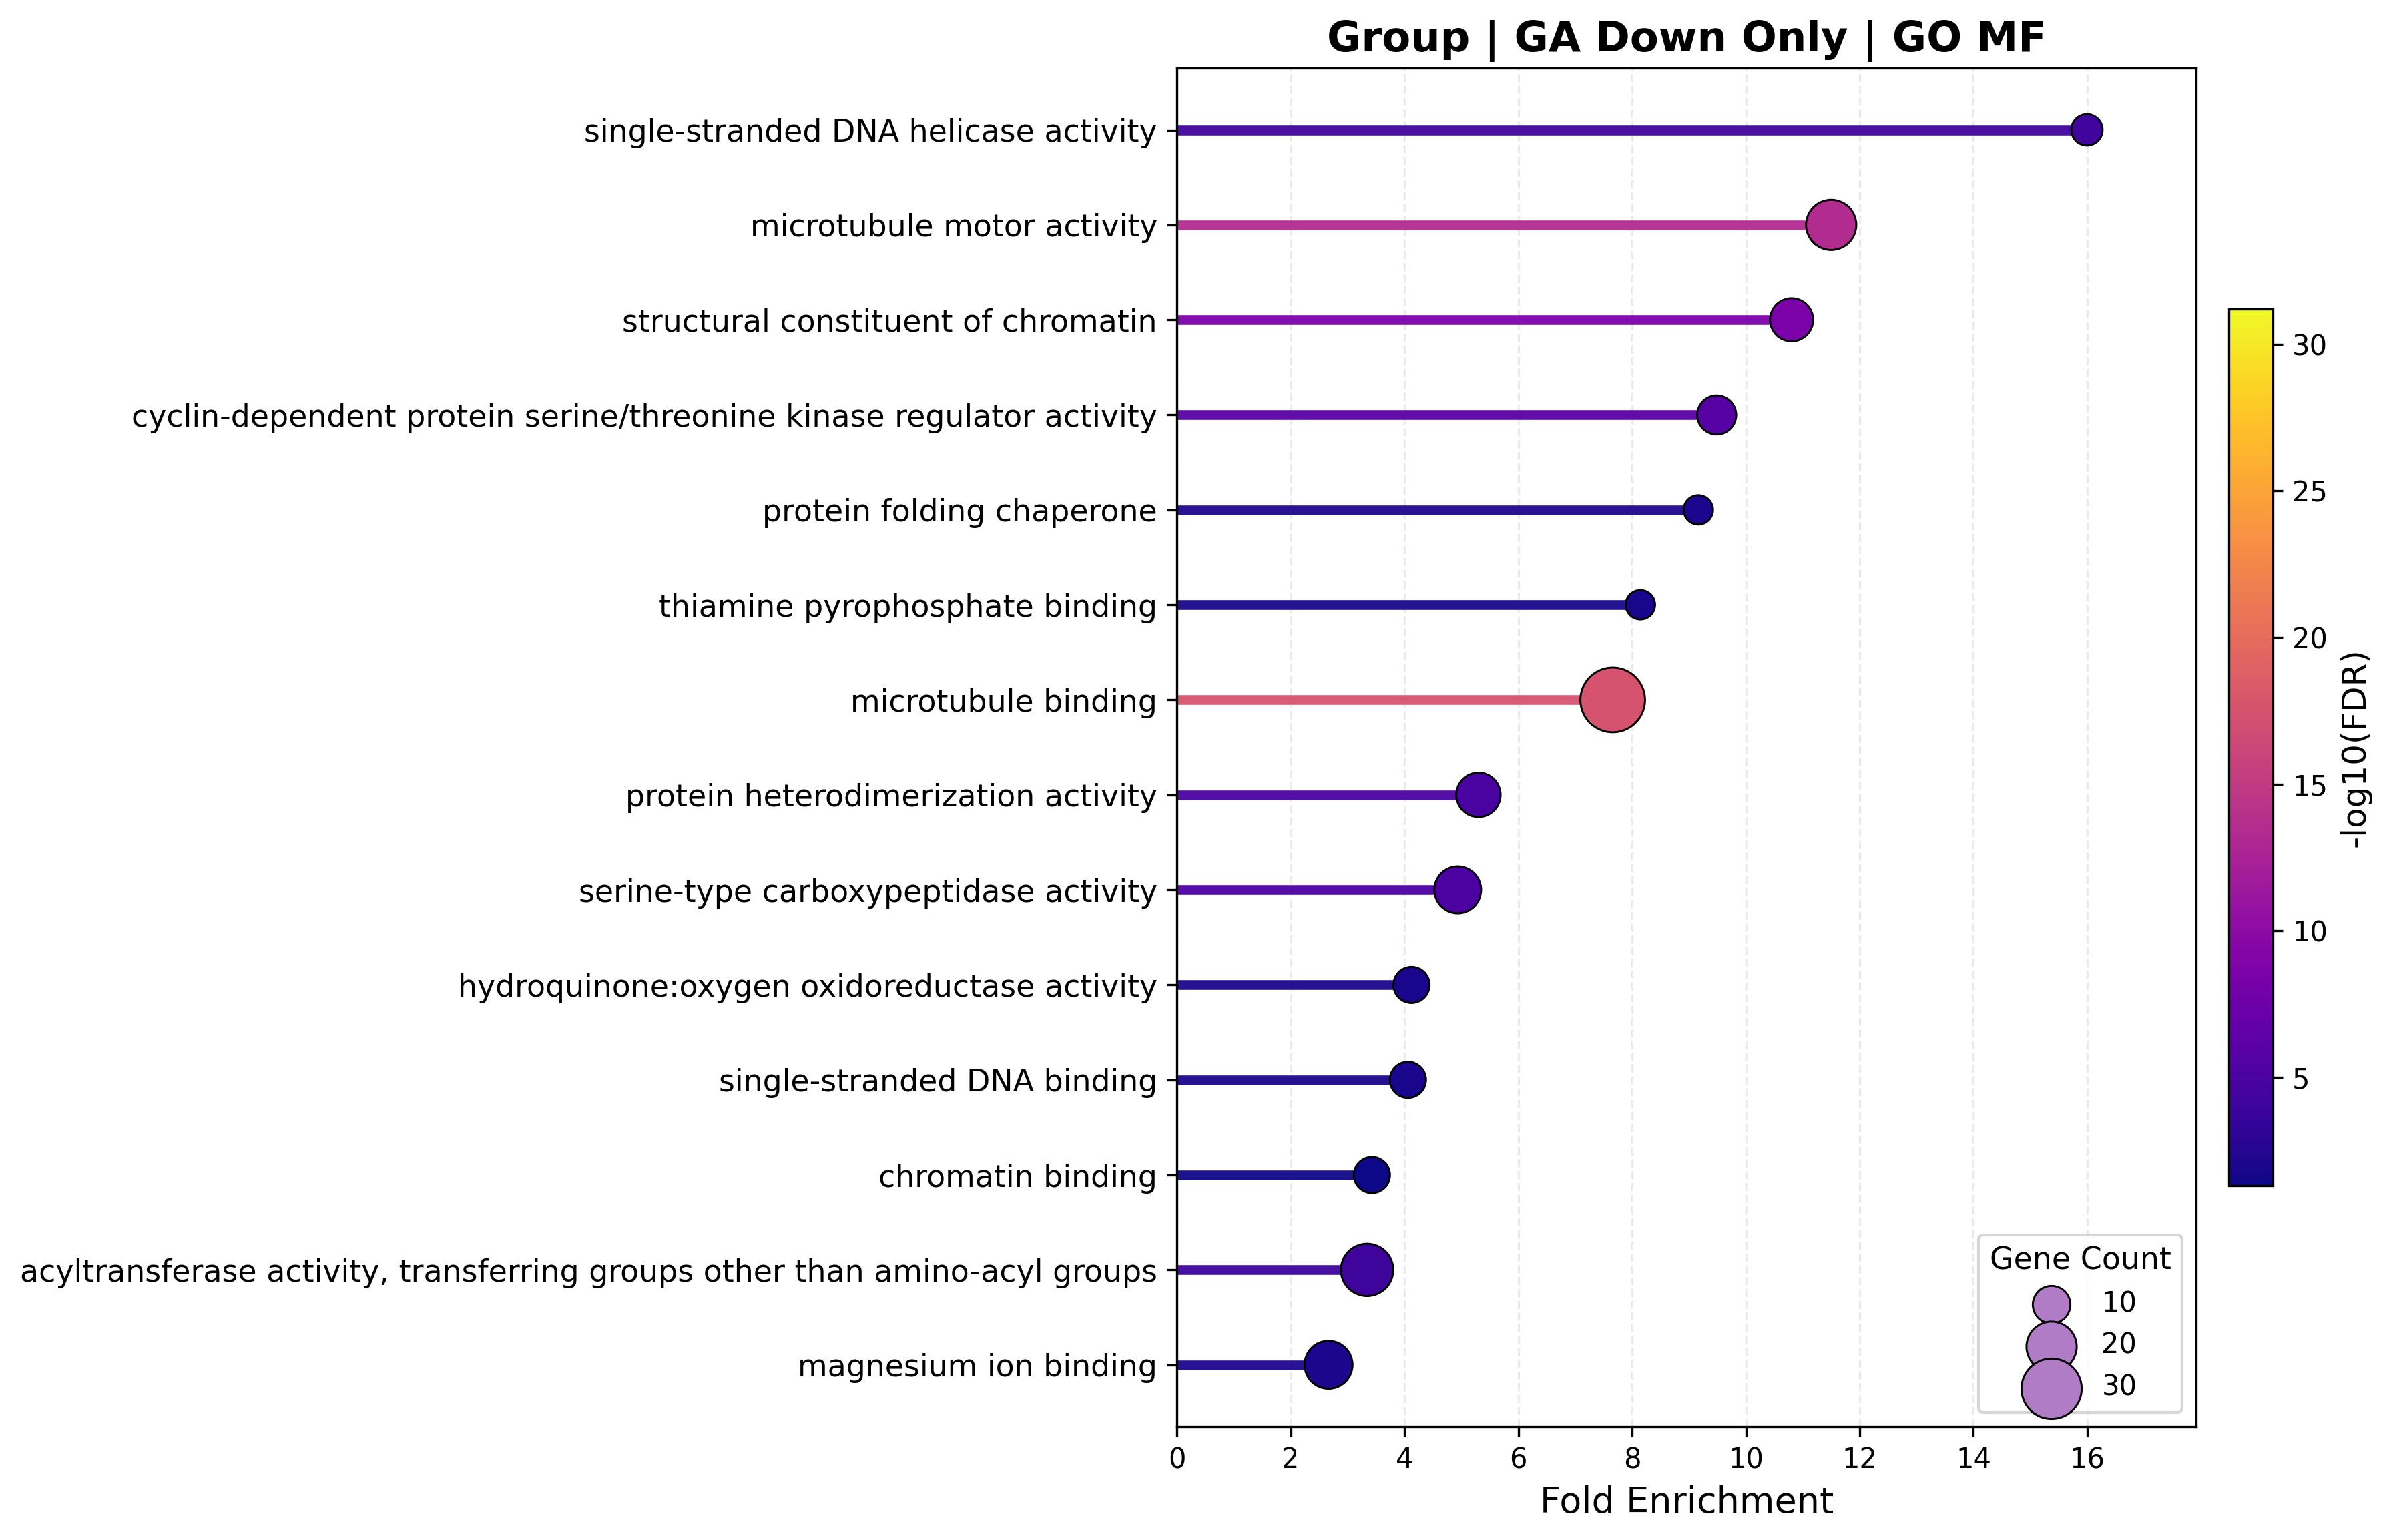 Group | GA Down Only | GO MF
single-stranded DNA helicase activity
microtubule motor activity
structural constituent of chromatin
cyclin-dependent protein serine/threonine kinase regulator activity
protein folding chaperone
thiamine pyrophosphate binding
microtubule binding
protein heterodimerization activity
serine-type carboxypeptidase activity
hydroquinone:oxygen oxidoreductase activity
single-stranded DNA binding
chromatin binding
acyltransferase activity, transferring groups other than amino-acyl groups
magnesium ion binding
0 2 4 6 8 10 12 14 16
Fold Enrichment
Gene Count
10
20
30
30
25
20
15
10
5
-log10(FDR)